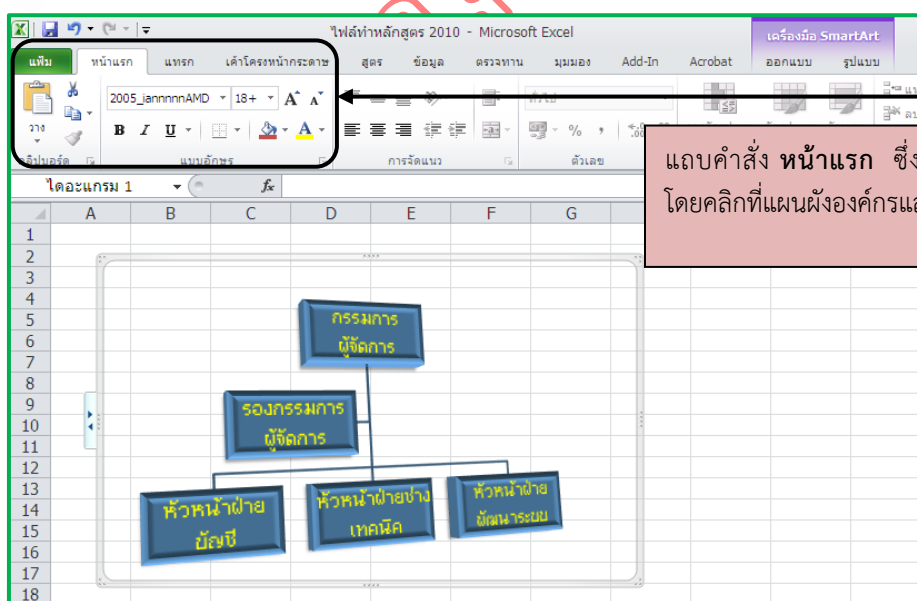 ไฟล์ทำหลักสูตร 2010 - Microsoft Excel
เครื่องมือ SmartArt
แฟ้ม หน้าแรก แทรก เค้าโครงหน้ากระดาษ สูตร ข้อมูล ตรวจทาน มุมมอง Add-In Acrobat ออกแบบ รูปแบบ
วาง
2005_iannnnnAMD 18+ A A
B I U A
ทั่วไป
% ,
คลิปบอร์ด แบบอักษร การจัดแนว ตัวเลข
แถบคำสั่ง หน้าแรก
โดยคลิกที่แผนผังองค์กร
ไดอะแกรม 1 fx
A B C D E F G
1
2
3
4
5
6
7
8
9
10
11
12
13
14
15
16
17
18
กรรมการ
ผู้จัดการ
รองกรรมการ
ผู้จัดการ
หัวหน้าฝ่าย
บัญชี
หัวหน้าฝ่ายช่าง
เทคนิค
หัวหน้าฝ่าย
พัฒนาระบบ